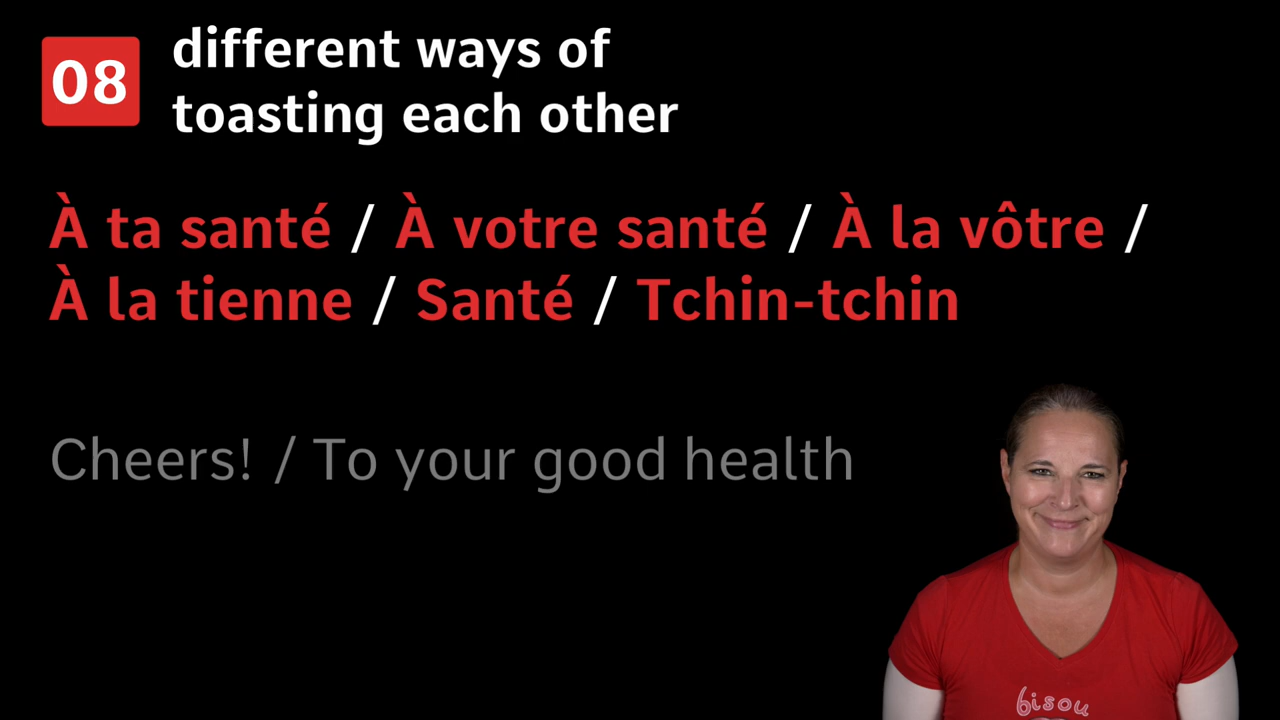 08
different ways of
toasting each other
À ta santé / À votre santé / À la vôtre /
À la tienne / Santé / Tchin-tchin
Cheers! / To your good health
bisou